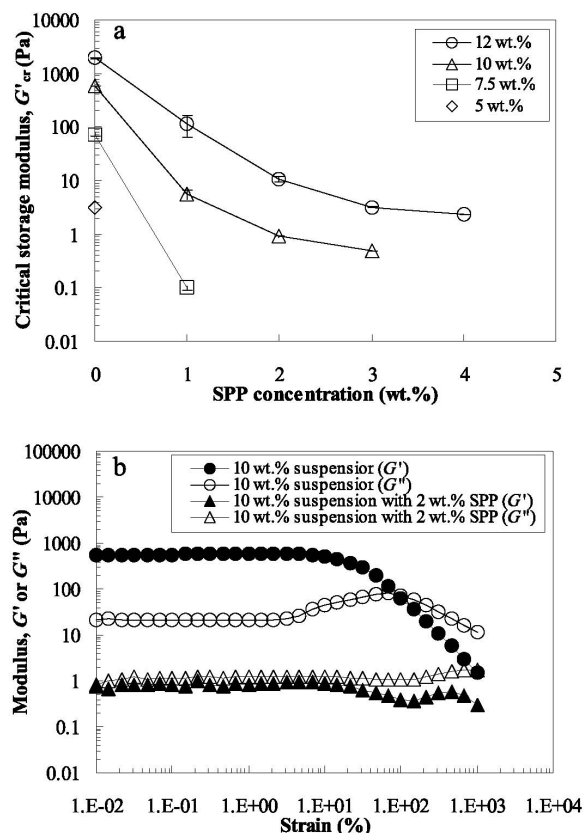 a
12 wt.%
10 wt.%
7.5 wt.%
5 wt.%
Critical storage modulus, G'cr (Pa)
10000
1000
100
10
1
0.1
0.01
0 1 2 3 4 5
SPP concentration (wt.%)
b
10 wt.% suspensior (G')
10 wt.% suspensior (G'')
10 wt.% suspension with 2 wt.% SPP (G')
10 wt.% suspension with 2 wt.% SPP (G'')
Modulus, G' or G'' (Pa)
100000
10000
1000
100
10
1
0.1
0.01
1.E-02 1.E-01 1.E+00 1.E+01 1.E+02 1.E+03 1.E+04
Strain (%)